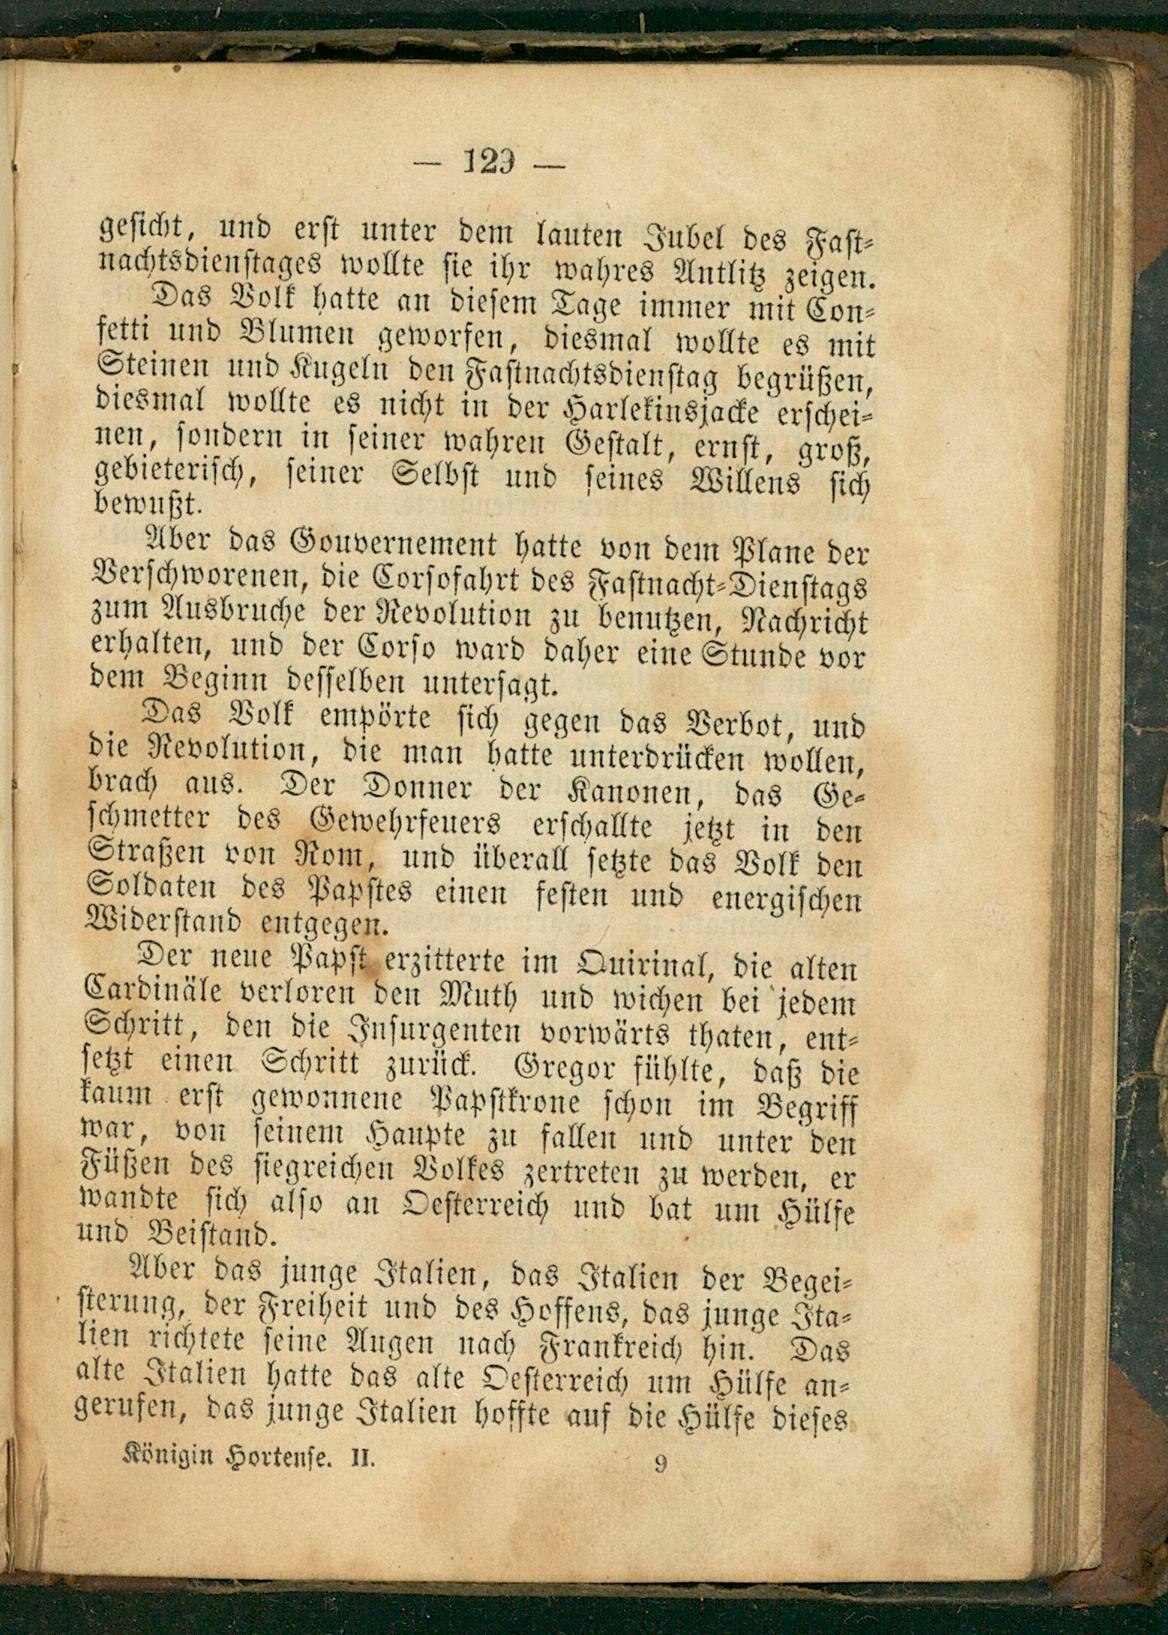 — 129 —
gesicht, und erst unter dem lauten Jubel des Fast-
nachtsdienstages wollte sie ihr wahres Antlitz zeigen.
Das Volk hatte an diesem Tage immer mit Con-
fetti und Blumen geworfen, diesmal wollte es mit
Steinen und Kugeln den Fastnachtsdienstag begrüßen,
diesmal wollte es nicht in der Harlekinsjacke erschei-
nen, sondern in seiner wahren Gestalt, ernst, groß,
gebieterisch, seiner Selbst und seines Willens sich
bewußt.
Aber das Gouvernement hatte von dem Plane der
Verschworenen, die Corsofahrt des Fastnacht-Dienstags
zum Ausbruche der Revolution zu benutzen, Nachricht
erhalten, und der Corso ward daher eine Stunde vor
dem Beginn desselben untersagt.
Das Volk empörte sich gegen das Verbot, und
die Revolution, die man hatte unterdrücken wollen,
brach aus. Der Donner der Kanonen, das Ge-
schmetter des Gewehrfeuers erschallte jetzt in den
Straßen von Rom, und überall setzte das Volk den
Soldaten des Papstes einen festen und energischen
Widerstand entgegen.
Der neue Papst erzitterte im Quirinal, die alten
Cardinäle verloren den Muth und wichen bei jedem
Schritt, den die Insurgenten vorwärts thaten, ent-
setzt einen Schritt zurück. Gregor fühlte, daß die
kaum erst gewonnene Papstkrone schon im Begriff
war, von seinem Haupte zu fallen und unter den
Füßen des siegreichen Volkes zertreten zu werden, er
wandte sich also an Oesterreich und bat um Hülfe
und Beistand.
Aber das junge Italien, das Italien der Begei-
sterung, der Freiheit und des Hoffens, das junge Ita-
lien richtete seine Augen nach Frankreich hin. Das
alte Italien hatte das alte Oesterreich um Hülfe an-
gerufen, das junge Italien hoffte auf die Hülfe dieses
Königin Hortense. II. 9